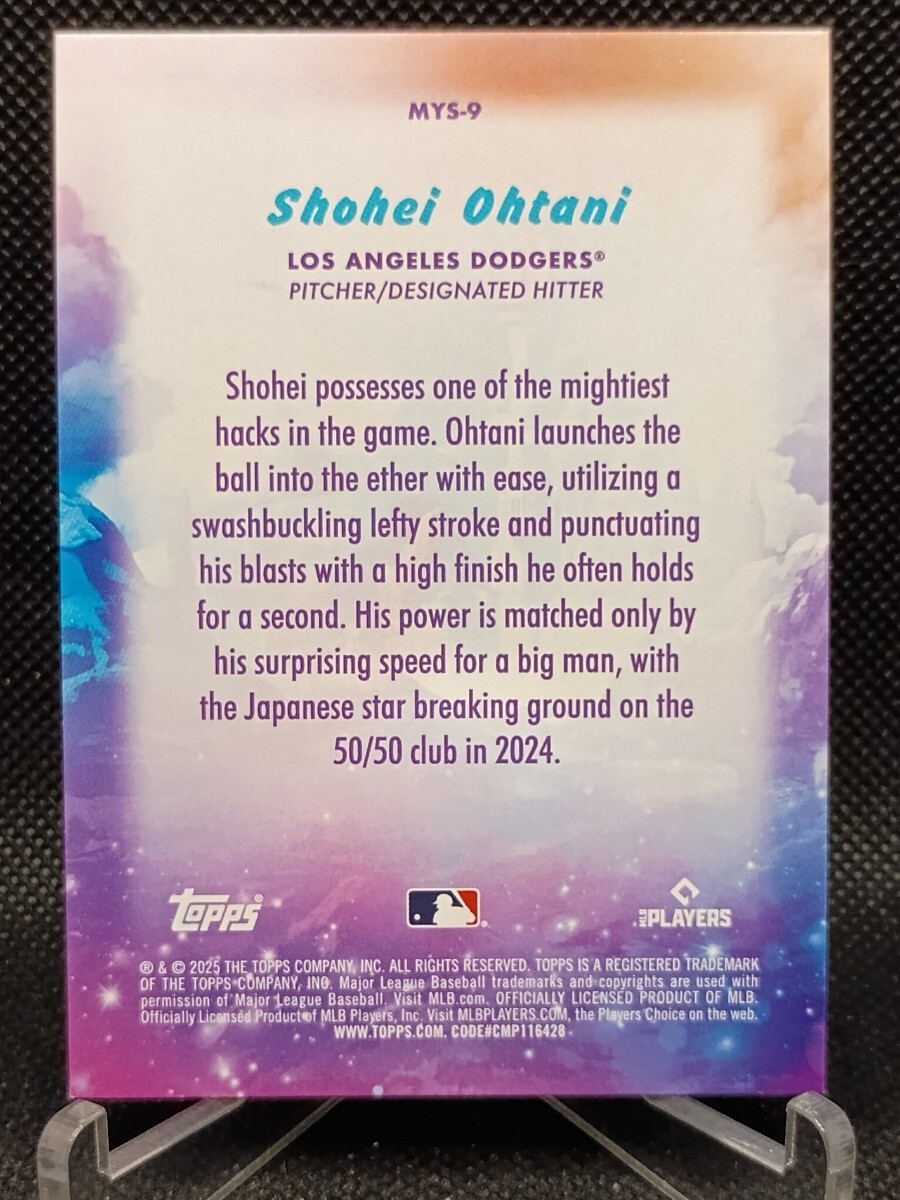 MYS-9
Shohei Ohtani
LOS ANGELES DODGERS®
PITCHER/DESIGNATED HITTER
Shohei possesses one of the mightiest
hacks in the game. Ohtani launches the
ball into the ether with ease, utilizing a
swashbuckling lefty stroke and punctuating
his blasts with a high finish he often holds
for a second. His power is matched only by
his surprising speed for a big man, with
the Japanese star breaking ground on the
50/50 club in 2024.
topps®
MLB PLAYERS
® & © 2025 THE TOPPS COMPANY, INC. ALL RIGHTS RESERVED. TOPPS IS A REGISTERED TRADEMARK
OF THE TOPPS COMPANY, INC. Major League Baseball trademarks and copyrights are used with
permission of Major League Baseball. Visit MLB.com. OFFICIALLY LICENSED PRODUCT OF MLB.
Officially Licensed Product of MLB Players, Inc. Visit MLBPLAYERS.COM, the Players Choice on the web.
WWW.TOPPS.COM. CODE#CMP116428